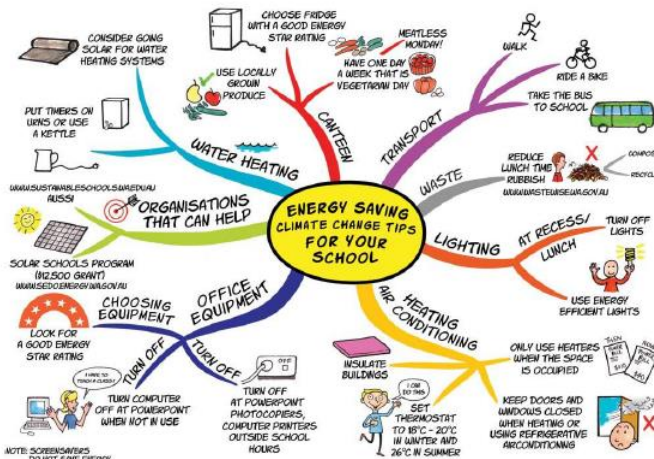 CONSIDER GOING
SOLAR FOR WATER
HEATING SYSTEMS
PUT TIMERS ON
URNS OR USE
A KETTLE
WATER HEATING
CHOOSE FRIDGE
WITH A GOOD ENERGY
STAR RATING
MEATLESS
MONDAY!
HAVE ONE DAY
A WEEK THAT IS
VEGETARIAN DAY
USE LOCALLY
GROWN
PRODUCE
CANTEEN
WALK
RIDE A BIKE
TAKE THE BUS
TO SCHOOL
TRANSPORT
WASTE
REDUCE
LUNCH TIME
RUBBISH
WWW.WASTEWISE.WA.GOV.AU
COMPOS
RECYCL
ENERGY SAVING
CLIMATE CHANGE TIPS
FOR YOUR
SCHOOL
WWW.SUSTAINABLESCHOOLS.WA.EDU.AU
AUSSI
ORGANISATIONS
THAT CAN HELP
SOLAR SCHOOLS PROGRAM
($12,500 GRANT)
WWW.SEDO.ENERGY.WA.GOV.AU
LIGHTING
AT RECESS/
LUNCH
TURN OFF
LIGHTS
USE ENERGY
EFFICIENT LIGHTS
OFFICE
EQUIPMENT
CHOOSING
EQUIPMENT
LOOK FOR
A GOOD ENERGY
STAR RATING
TURN OFF
TURN OFF
I HAVE TO
TEACH A CLASS!
TURN COMPUTER
OFF AT POWERPOINT
WHEN NOT IN USE
NOTE: SCREENSAVERS
DO NOT SAVE ENERGY
TURN OFF
AT POWERPOINT
PHOTOCOPIERS,
COMPUTER PRINTERS
OUTSIDE SCHOOL
HOURS
HEATING
AIR CONDITIONING
INSULATE
BUILDINGS
I CAN
DO THIS
SET
THERMOSTAT
TO 18°C - 20°C
IN WINTER AND
26°C IN SUMMER
ONLY USE HEATERS
WHEN THE SPACE
IS OCCUPIED
THEN
KEEP DOORS AND
WINDOWS CLOSED
WHEN HEATING OR
USING REFRIGERATIVE
AIRCONDITIONING